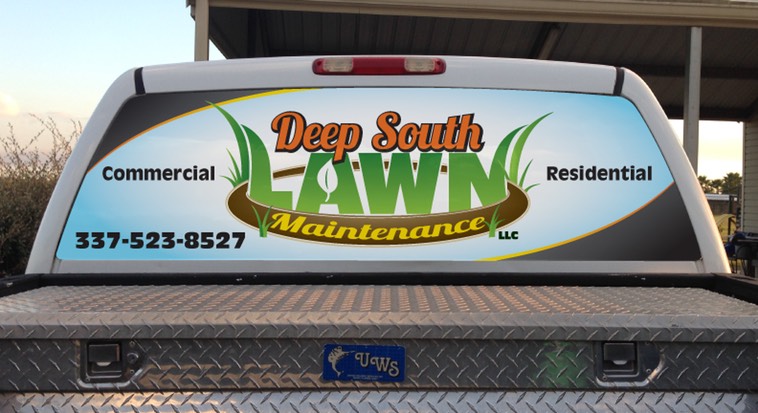 Deep South
Commercial LAWN Residential
Maintenance
LLC
337-523-8527
UWS